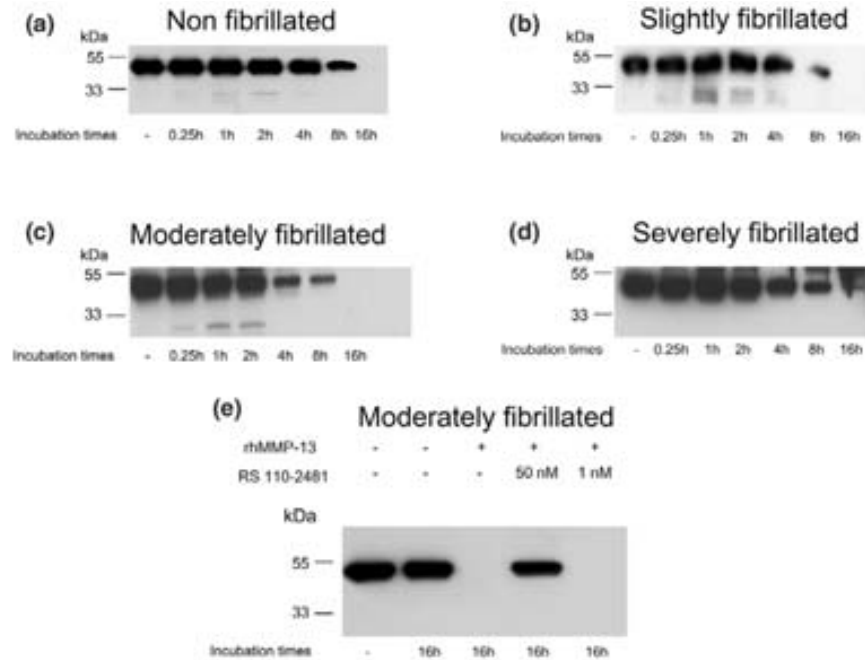 (a) Non fibrillated
kDa
55
33
Incubation times - 0.25h 1h 2h 4h 8h 16h
(b) Slightly fibrillated
kDa
55
33
Incubation times - 0.25h 1h 2h 4h 8h 16h
(c) Moderately fibrillated
kDa
55
33
Incubation times - 0.25h 1h 2h 4h 8h 16h
(d) Severely fibrillated
kDa
55
33
Incubation times - 0.25h 1h 2h 4h 8h 16h
(e) Moderately fibrillated
rhMMP-13 - - + + +
RS 110-2481 - - - 50 nM 1 nM
kDa
55
33
Incubation times - 16h 16h 16h 16h